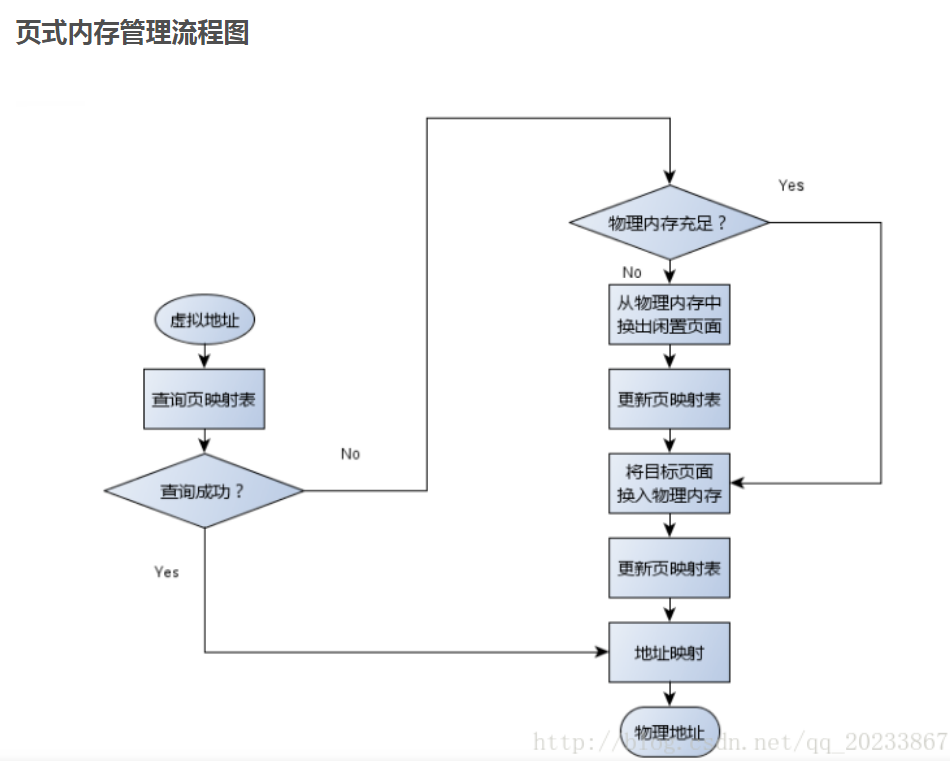 页式内存管理流程图
虚拟地址
查询页映射表
查询成功？
No
Yes
物理内存充足？
Yes
No
从物理内存中
换出闲置页面
更新页映射表
将目标页面
换入物理内存
更新页映射表
地址映射
物理地址
http://blog.csdn.net/qq_20233867